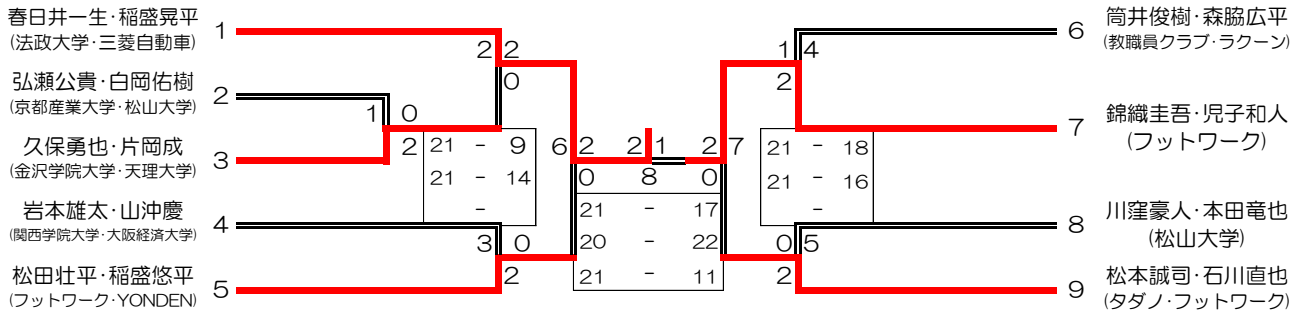 春日井一生・稲盛晃平
(法政大学・三菱自動車)
1
弘瀬公貴・白岡佑樹
(京都産業大学・松山大学)
2
久保勇也・片岡成
(金沢学院大学・天理大学)
3
岩本雄太・山沖慶
(関西学院大学・大阪経済大学)
4
松田壮平・稲盛悠平
(フットワーク・YONDEN)
5
2 2
0
1 0
2
21 - 9
21 - 14
-
3 0
2
6 2
0
2 1
8
2 7
0
21 - 17
20 - 22
21 - 11
1 4
2
21 - 18
21 - 16
-
0 5
2
6
筒井俊樹・森脇広平
(教職員クラブ・ラクーン)
7
錦織圭吾・児子和人
(フットワーク)
8
川窪豪人・本田竜也
(松山大学)
9
松本誠司・石川直也
(タダノ・フットワーク)